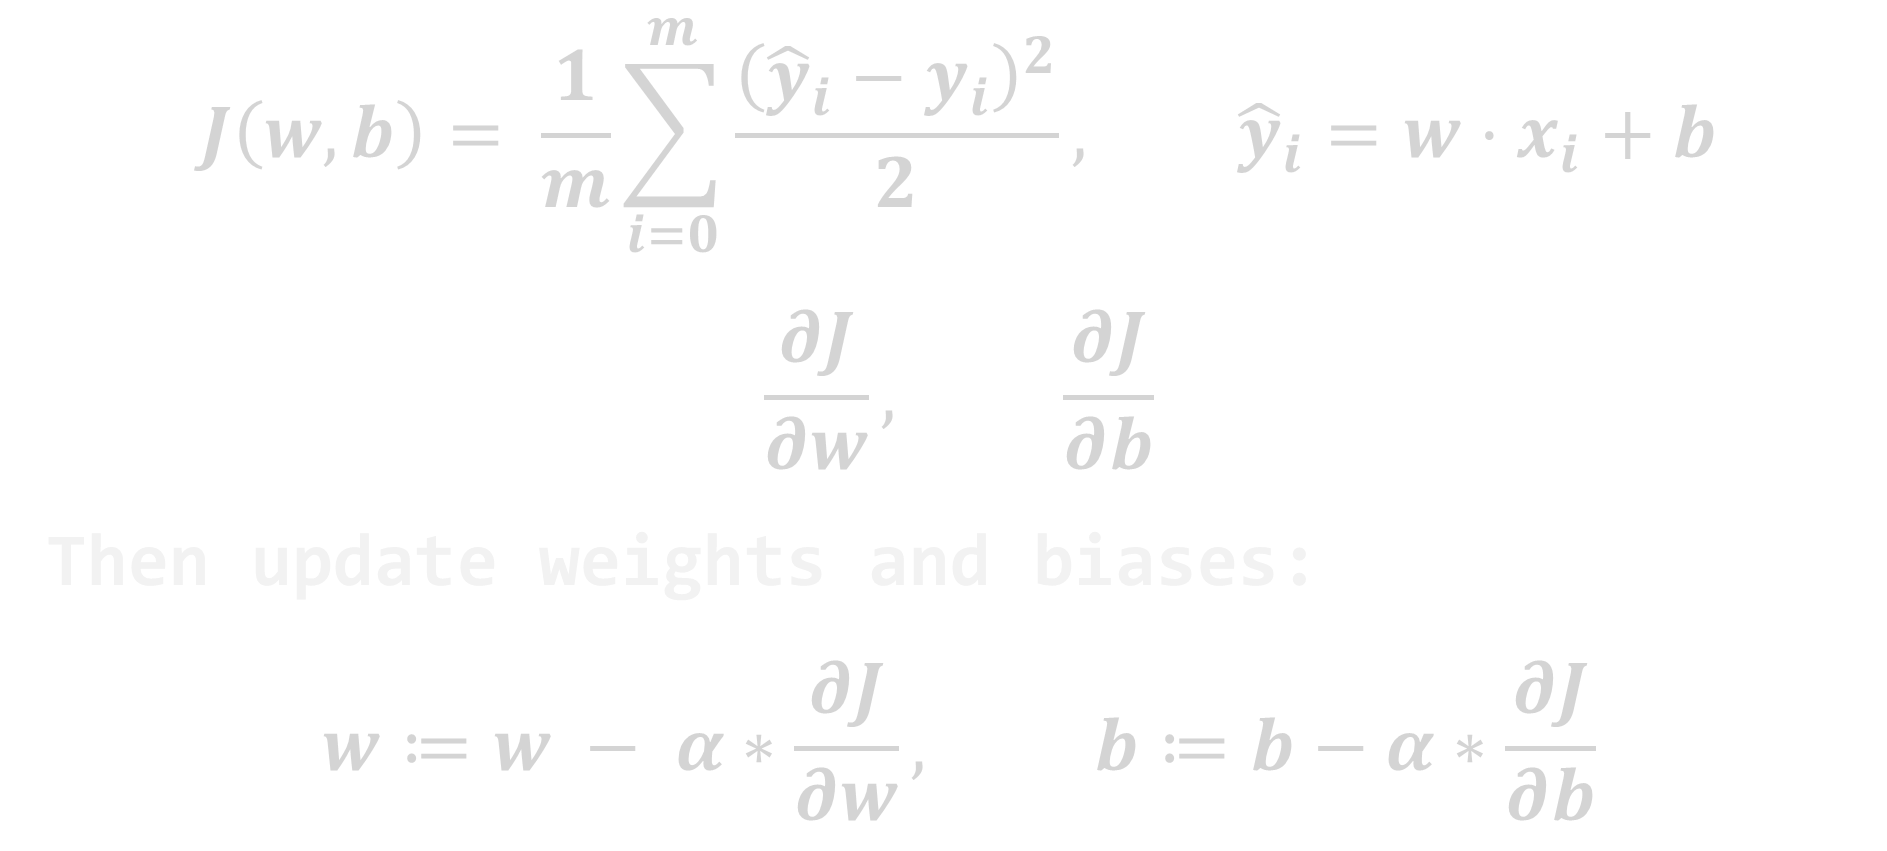 J(w, b) = 1/m ∑_{i=0}^{m} (ŷ_i − y_i)²/2 , ŷ_i = w · x_i + b
∂J/∂w , ∂J/∂b
Then update weights and biases:
w := w − α * ∂J/∂w , b := b − α * ∂J/∂b